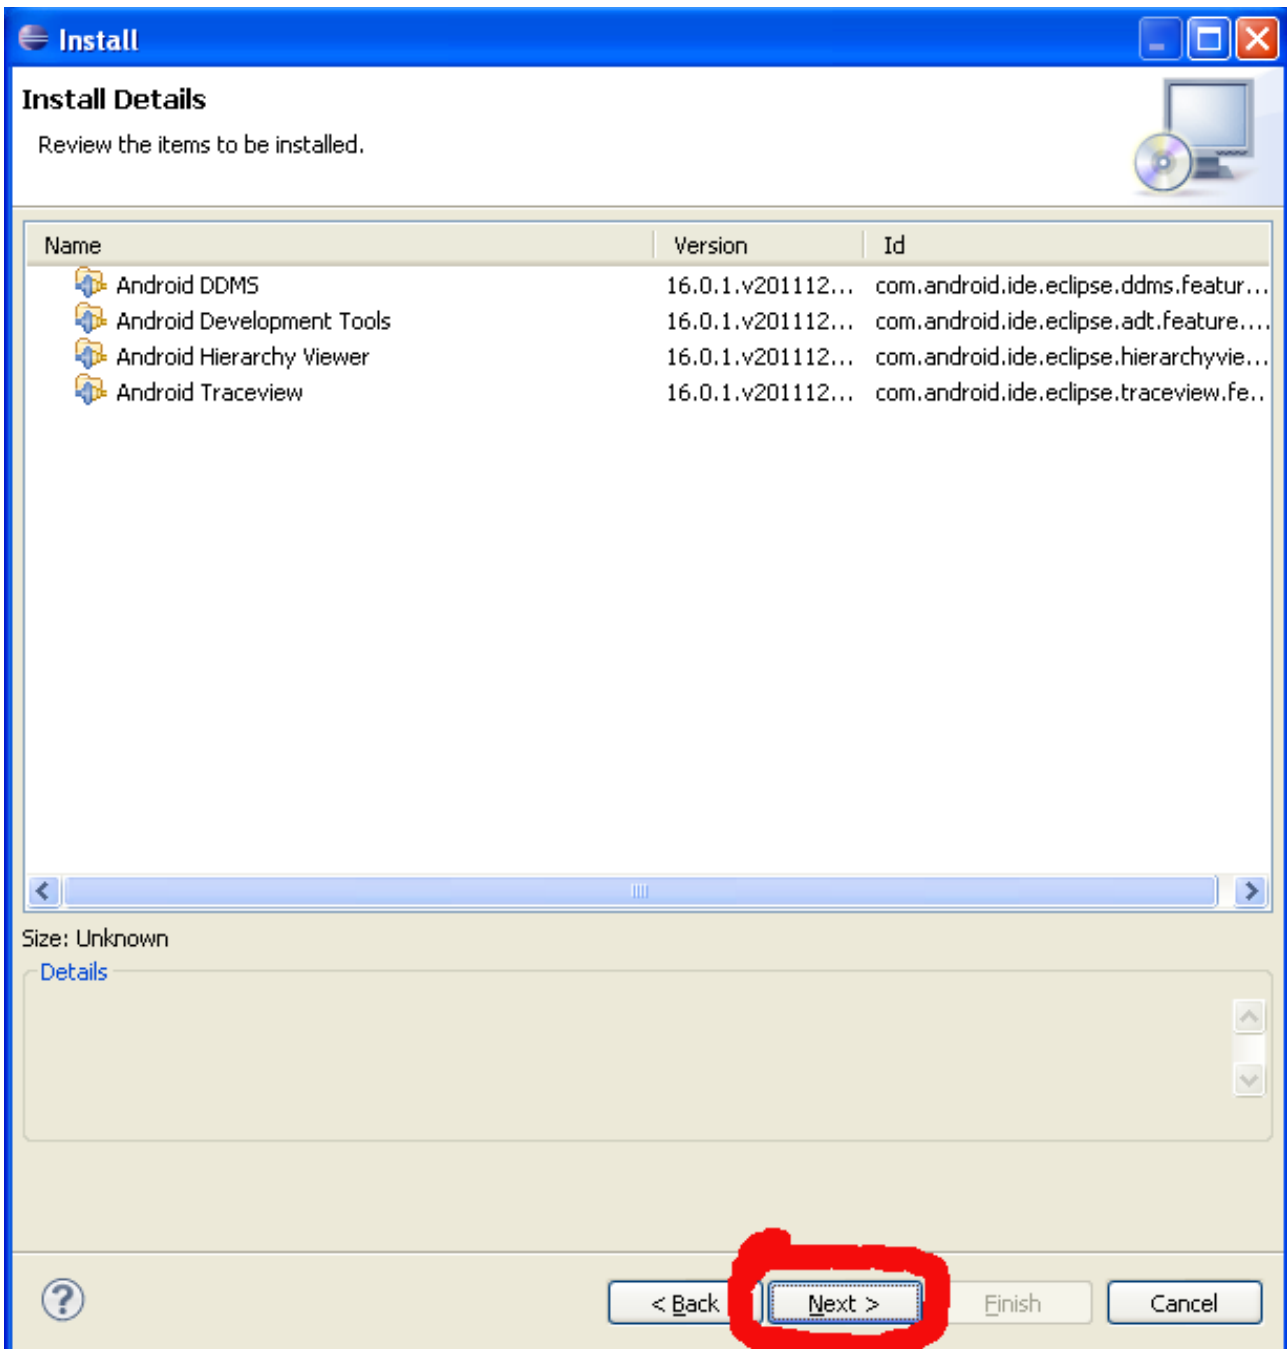 Install
Install Details
Review the items to be installed.
Name Version Id
Android DDMS 16.0.1.v201112... com.android.ide.eclipse.ddms.featur...
Android Development Tools 16.0.1.v201112... com.android.ide.eclipse.adt.feature....
Android Hierarchy Viewer 16.0.1.v201112... com.android.ide.eclipse.hierarchyvie...
Android Traceview 16.0.1.v201112... com.android.ide.eclipse.traceview.fe..
Size: Unknown
Details
? < Back Next > Finish Cancel